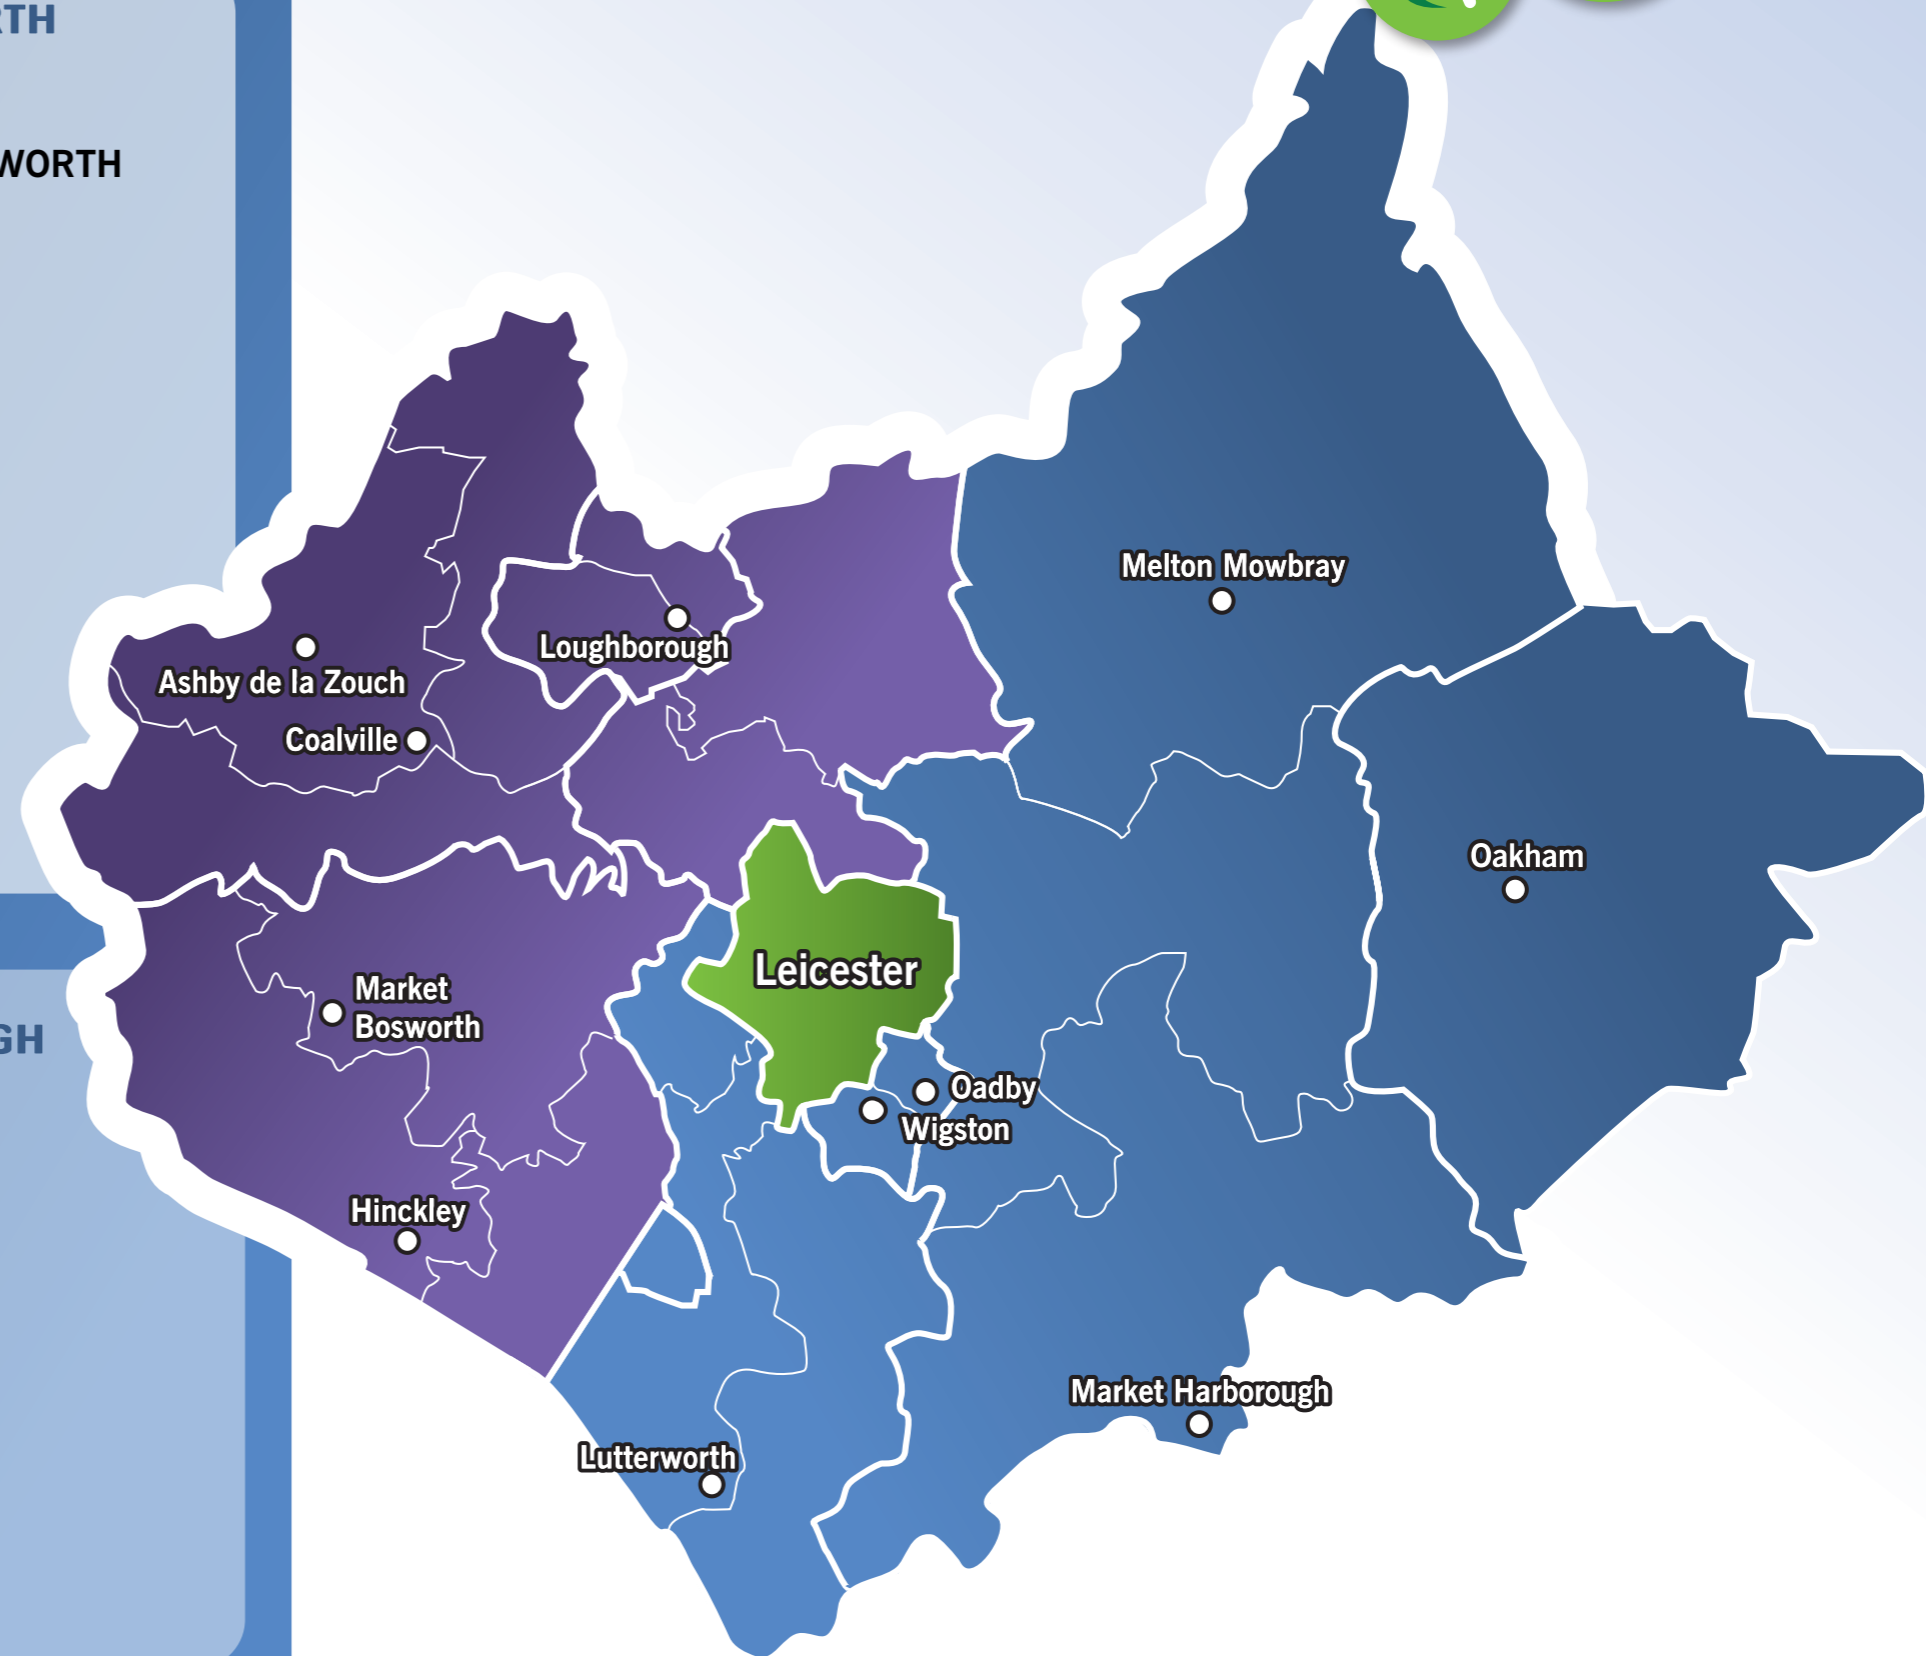 RTH
WORTH
GH
Melton Mowbray
Loughborough
Ashby de la Zouch
Coalville
Oakham
Leicester
Market
Bosworth
Oadby
Wigston
Hinckley
Market Harborough
Lutterworth